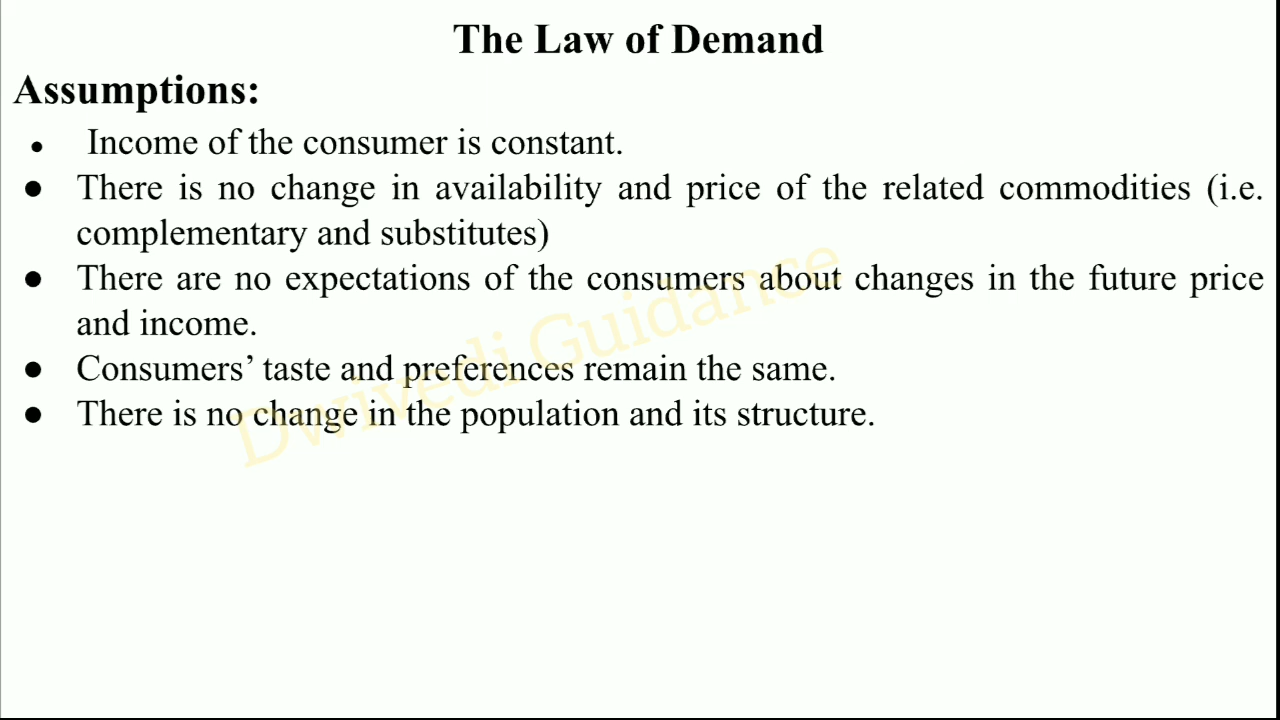 The Law of Demand
Assumptions:
● Income of the consumer is constant.
● There is no change in availability and price of the related commodities (i.e.
complementary and substitutes)
● There are no expectations of the consumers about changes in the future price
and income.
● Consumers’ taste and preferences remain the same.
● There is no change in the population and its structure.
Dwivedi Guidance